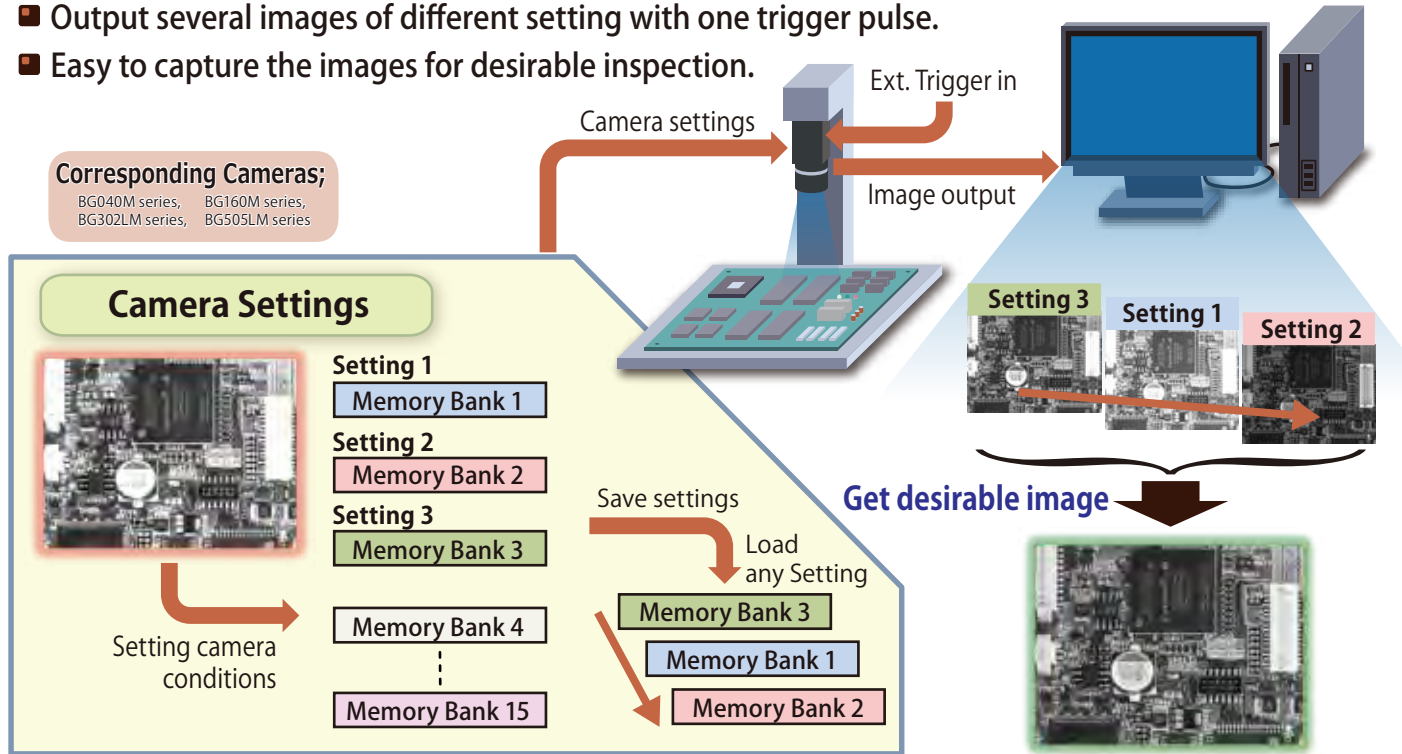 Output several images of different setting with one trigger pulse.
Easy to capture the images for desirable inspection.
Ext. Trigger in
Camera settings
Image output
Corresponding Cameras;
BG040M series, BG160M series,
BG302LM series, BG505LM series
Camera Settings
Setting 1
Memory Bank 1
Setting 2
Memory Bank 2
Setting 3
Memory Bank 3
Memory Bank 4
Memory Bank 15
Setting camera
conditions
Save settings
Load
any Setting
Memory Bank 3
Memory Bank 1
Memory Bank 2
Setting 3
Setting 1
Setting 2
Get desirable image